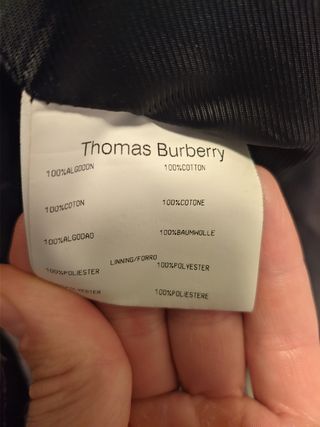 Thomas Burberry
100%ALGODON 100%COTTON
100%COTON 100%COTONE
100%ALGODAO 100%BAUMWOLLE
LINNING/FORRO
100%POLIESTER 100%POLYESTER
100%POLIESTERE